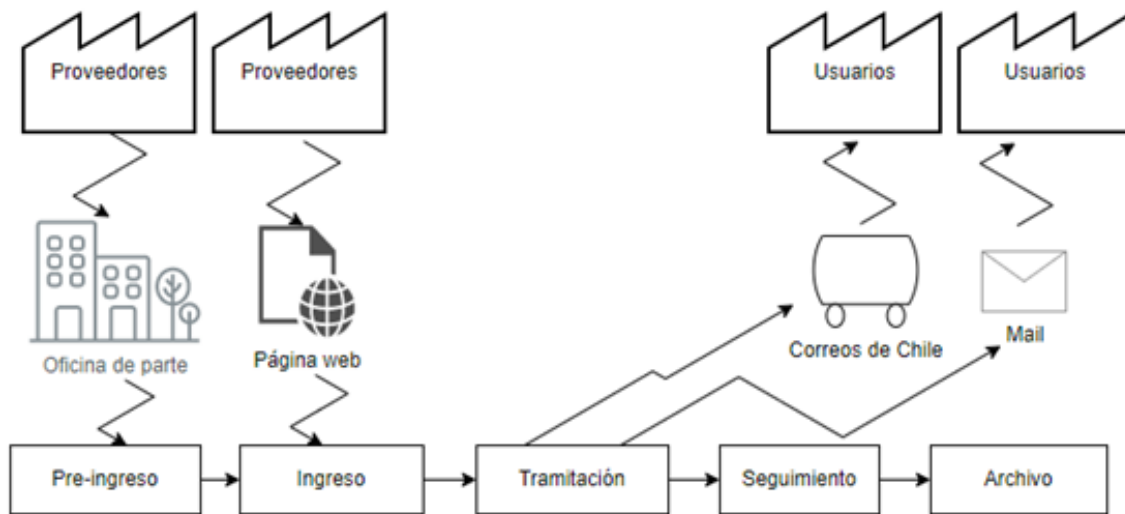 Proveedores
Proveedores
Usuarios
Usuarios
Oficina de parte
Página web
Correos de Chile
Mail
Pre-ingreso
Ingreso
Tramitación
Seguimiento
Archivo